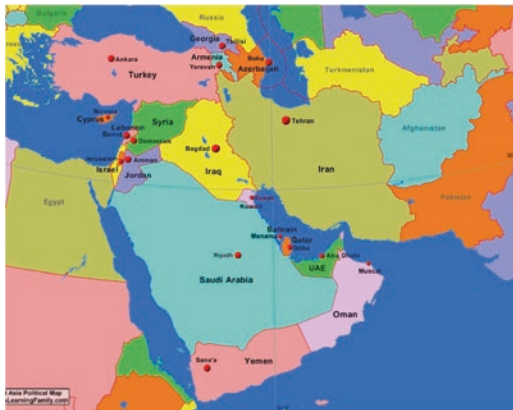 Bulgaria
Russia
Georgia
Tbilisi
Armenia
Yerevan
Baku
Azerbaijan
Ankara
Turkey
Turkmenistan
Nicosia
Cyprus
Lebanon
Beirut
Syria
Damascus
Tehran
Afghanistan
Jerusalem
Amman
Israel
Jordan
Bagdad
Iraq
Iran
Egypt
Kuwait
Kuwait
Pakistan
Bahrain
Manama
Qatar
Doha
Riyadh
Abu Dhabi
UAE
Muscat
Saudi Arabia
Oman
Sana'a
Yemen
Asia Political Map
LearningFamily.com